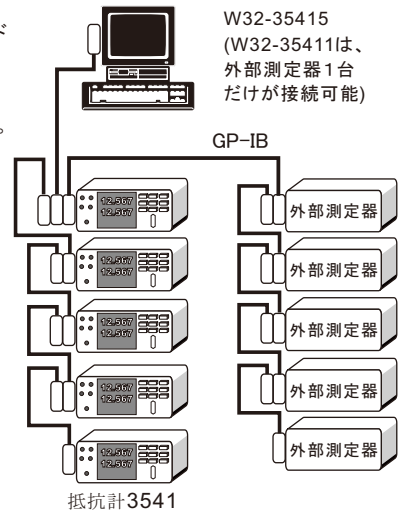 ド
。
W32-35415
(W32-35411は、
外部測定器1台
だけが接続可能)
GP-IB
12.567
12.567
外部測定器
12.567
12.567
外部測定器
12.567
12.567
外部測定器
12.567
12.567
外部測定器
12.567
12.567
外部測定器
抵抗計3541